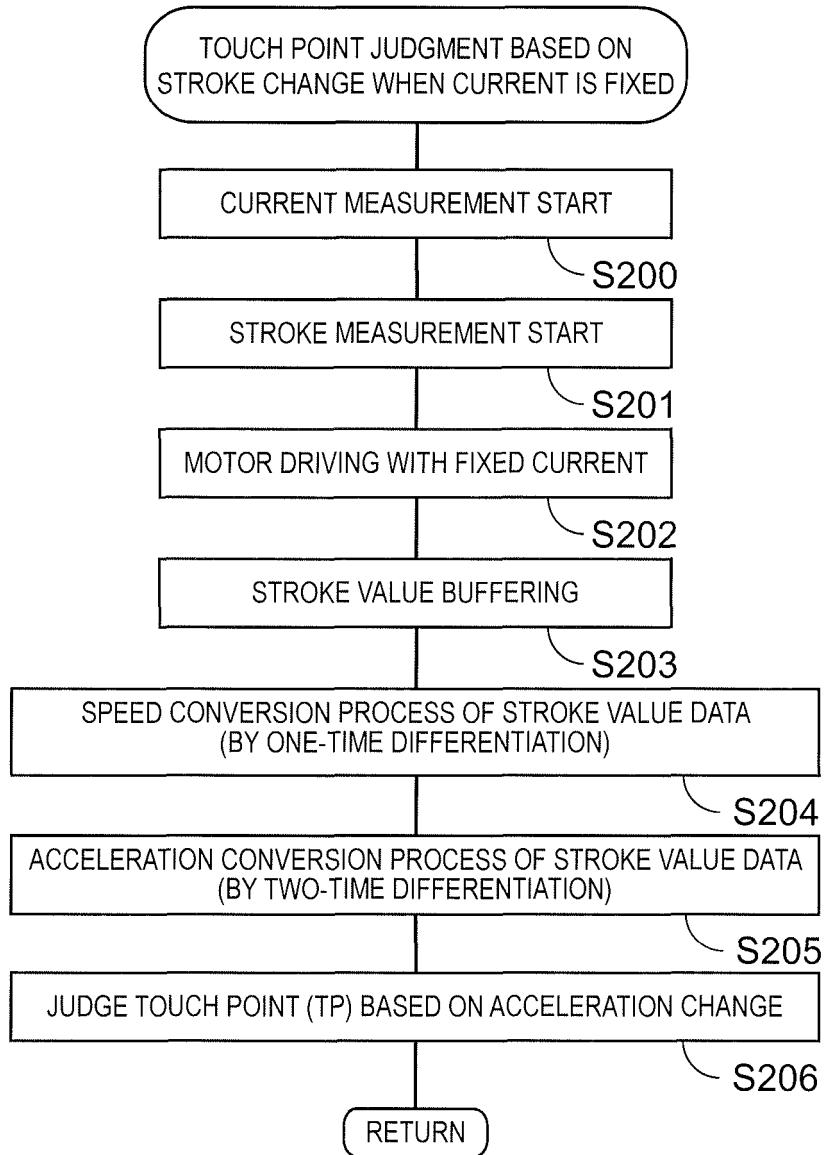 TOUCH POINT JUDGMENT BASED ON
STROKE CHANGE WHEN CURRENT IS FIXED
CURRENT MEASUREMENT START
S200
STROKE MEASUREMENT START
S201
MOTOR DRIVING WITH FIXED CURRENT
S202
STROKE VALUE BUFFERING
S203
SPEED CONVERSION PROCESS OF STROKE VALUE DATA
(BY ONE-TIME DIFFERENTIATION)
S204
ACCELERATION CONVERSION PROCESS OF STROKE VALUE DATA
(BY TWO-TIME DIFFERENTIATION)
S205
JUDGE TOUCH POINT (TP) BASED ON ACCELERATION CHANGE
S206
RETURN